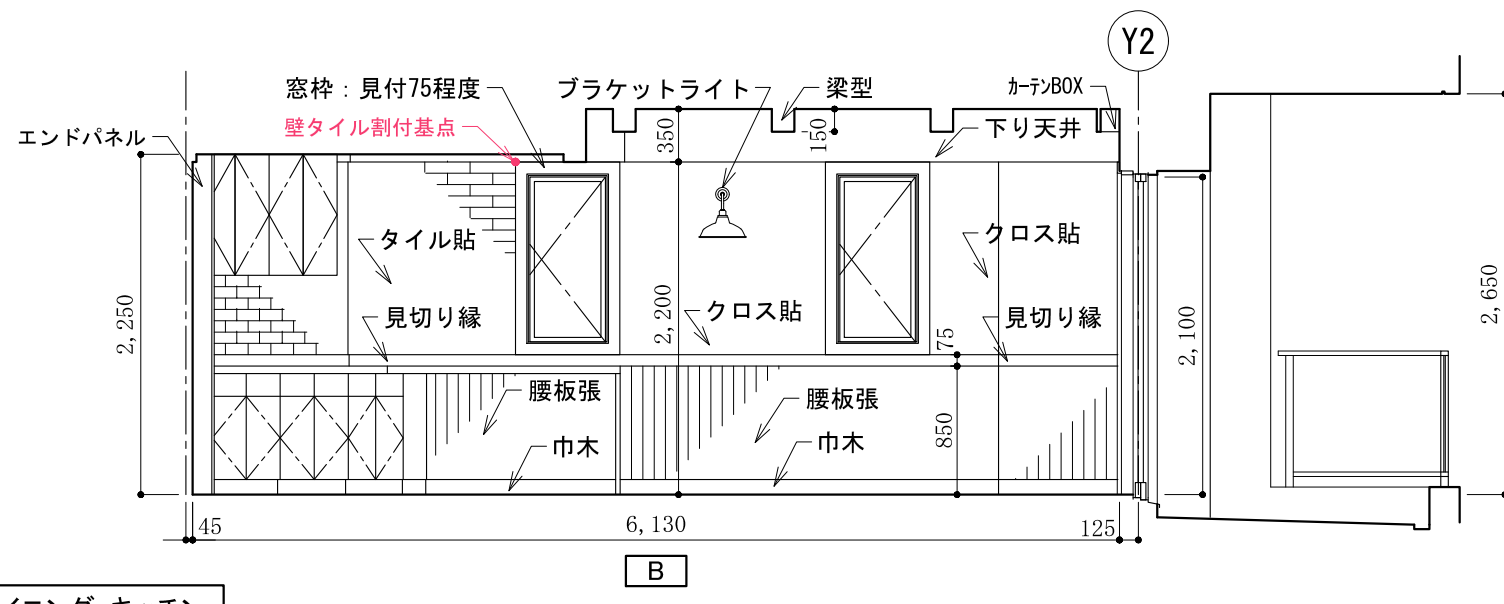 Y2
窓枠：見付75程度
ブラケットライト
梁型
カーテンBOX
壁タイル割付基点
エンドパネル
350
150
下り天井
タイル貼
クロス貼
2,250
見切り縁
2,200
クロス貼
75
見切り縁
2,100
2,650
腰板張
腰板張
850
巾木
巾木
45
6,130
125
B